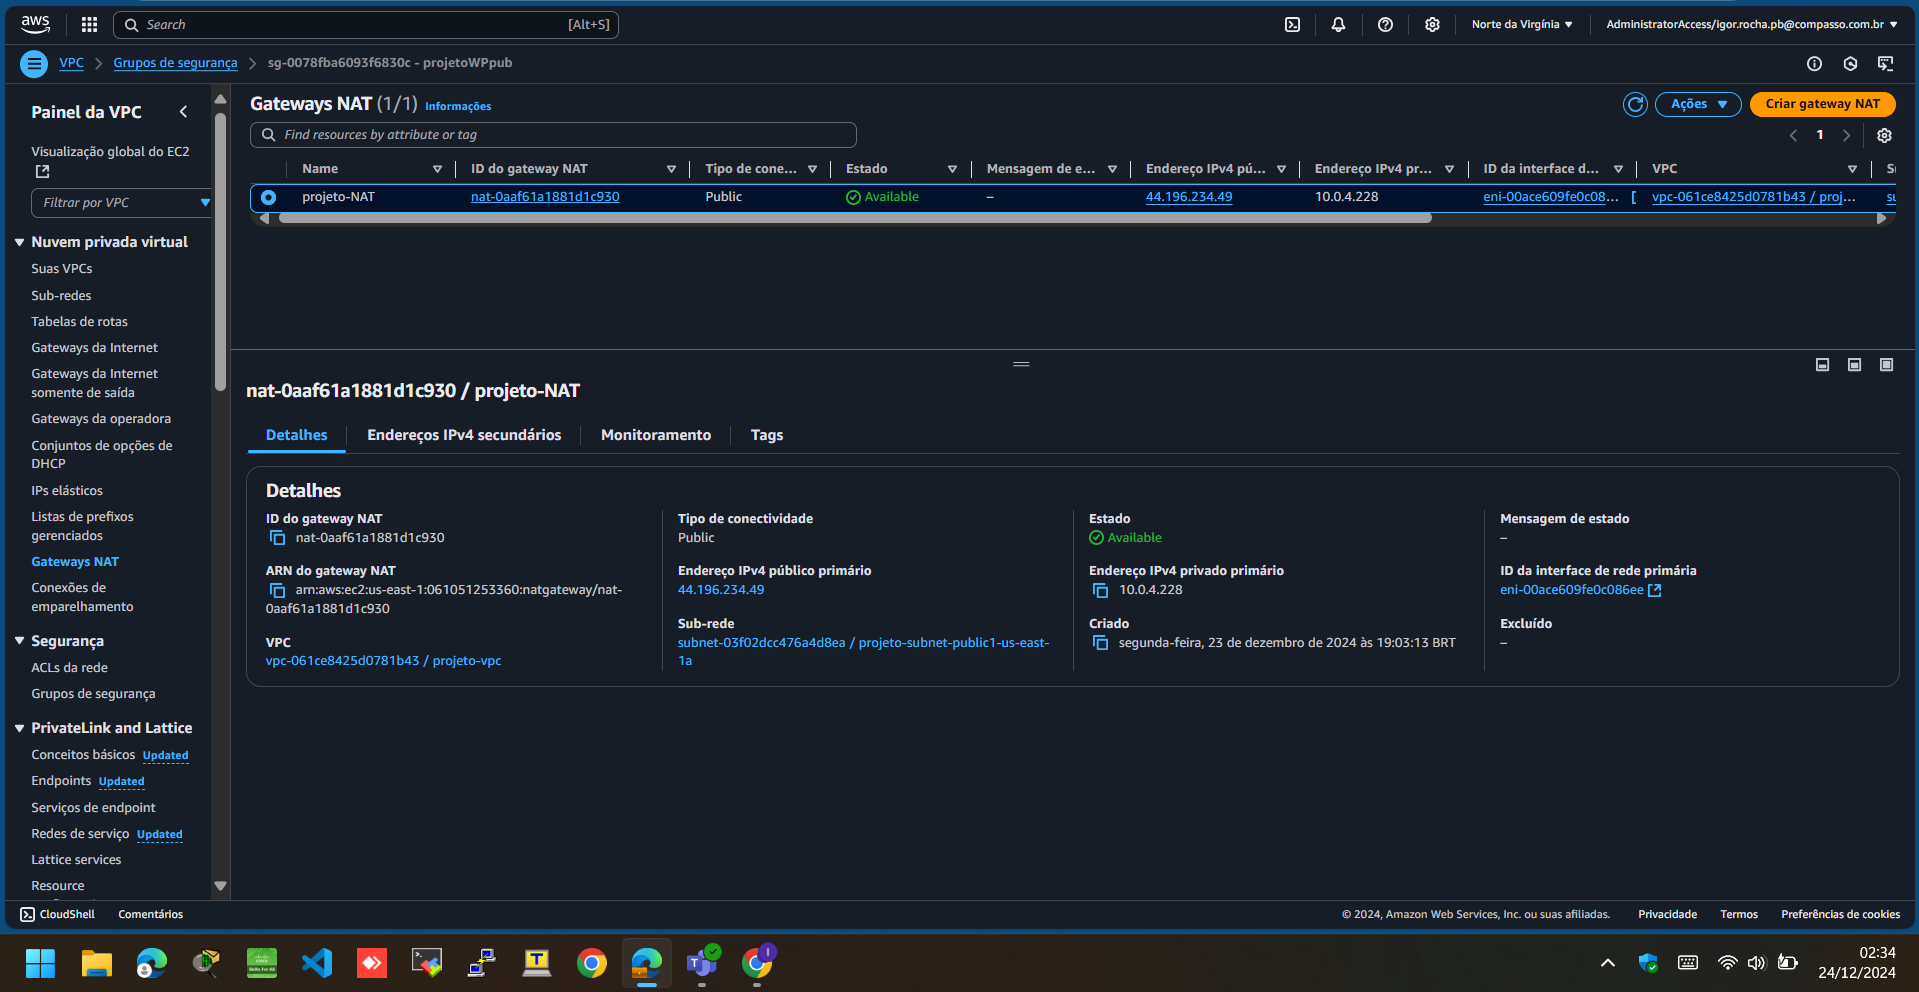 aws
Search
[Alt+S]
Norte da Virgínia
AdministratorAccess/igor.rocha.pb@compasso.com.br
VPC
Grupos de segurança
sg-0078fba6093f6830c - projetoWPpub
Painel da VPC
Visualização global do EC2
Filtrar por VPC
Nuvem privada virtual
Suas VPCs
Sub-redes
Tabelas de rotas
Gateways da Internet
Gateways da Internet
somente de saída
Gateways da operadora
Conjuntos de opções de
DHCP
IPs elásticos
Listas de prefixos
gerenciados
Gateways NAT
Conexões de
emparelhamento
Segurança
ACLs da rede
Grupos de segurança
PrivateLink and Lattice
Conceitos básicos Updated
Endpoints Updated
Serviços de endpoint
Redes de serviço Updated
Lattice services
Resource
Gateways NAT (1/1) Informações
Ações
Criar gateway NAT
Find resources by attribute or tag
1
Name
ID do gateway NAT
Tipo de cone...
Estado
Mensagem de e...
Endereço IPv4 pú...
Endereço IPv4 pr...
ID da interface d...
VPC
projeto-NAT
nat-0aaf61a1881d1c930
Public
Available
–
44.196.234.49
10.0.4.228
eni-00ace609fe0c08...
vpc-061ce8425d0781b43 / proj...
su
nat-0aaf61a1881d1c930 / projeto-NAT
Detalhes
Endereços IPv4 secundários
Monitoramento
Tags
Detalhes
ID do gateway NAT
nat-0aaf61a1881d1c930
ARN do gateway NAT
arn:aws:ec2:us-east-1:061051253360:natgateway/nat-
0aaf61a1881d1c930
VPC
vpc-061ce8425d0781b43 / projeto-vpc
Tipo de conectividade
Public
Endereço IPv4 público primário
44.196.234.49
Sub-rede
subnet-03f02dcc476a4d8ea / projeto-subnet-public1-us-east-
1a
Estado
Available
Endereço IPv4 privado primário
10.0.4.228
Criado
segunda-feira, 23 de dezembro de 2024 às 19:03:13 BRT
Mensagem de estado
–
ID da interface de rede primária
eni-00ace609fe0c086ee
Excluído
–
CloudShell
Comentários
© 2024, Amazon Web Services, Inc. ou suas afiliadas.
Privacidade
Termos
Preferências de cookies
02:34
24/12/2024